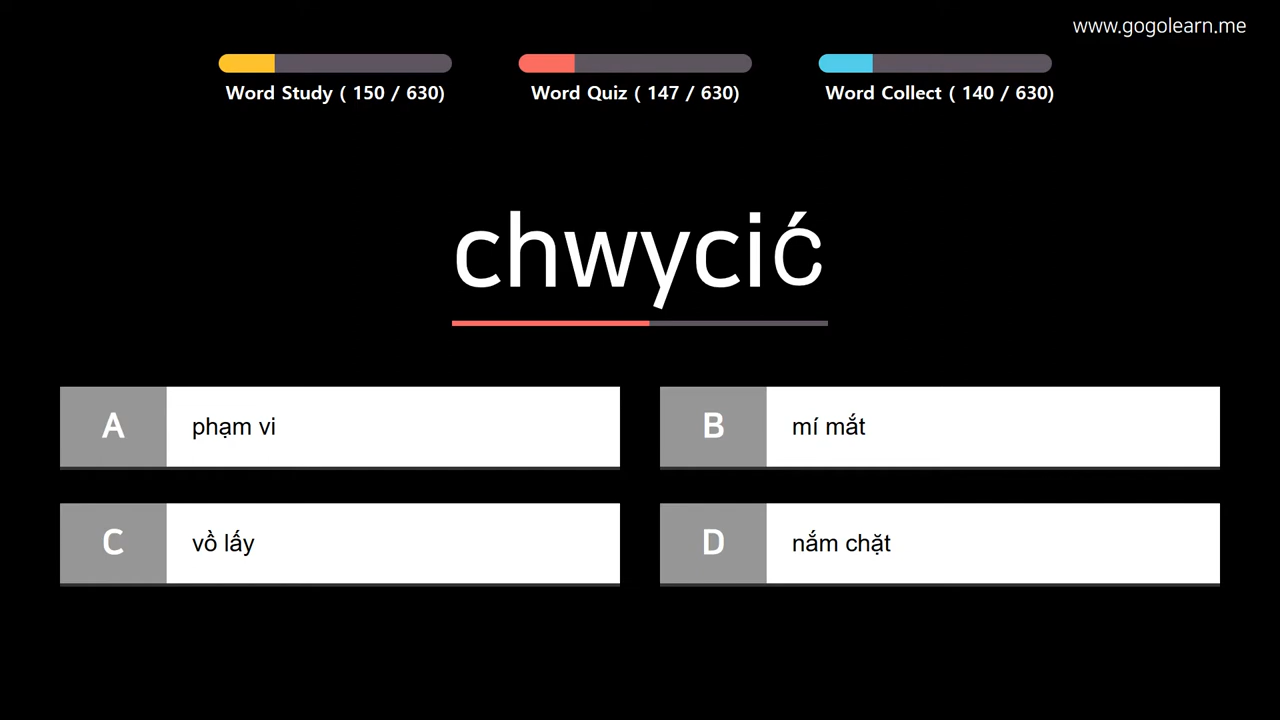 www.gogolearn.me
Word Study ( 150 / 630)
Word Quiz ( 147 / 630)
Word Collect ( 140 / 630)
chwycić
A phạm vi
B mí mắt
C vồ lấy
D nắm chặt